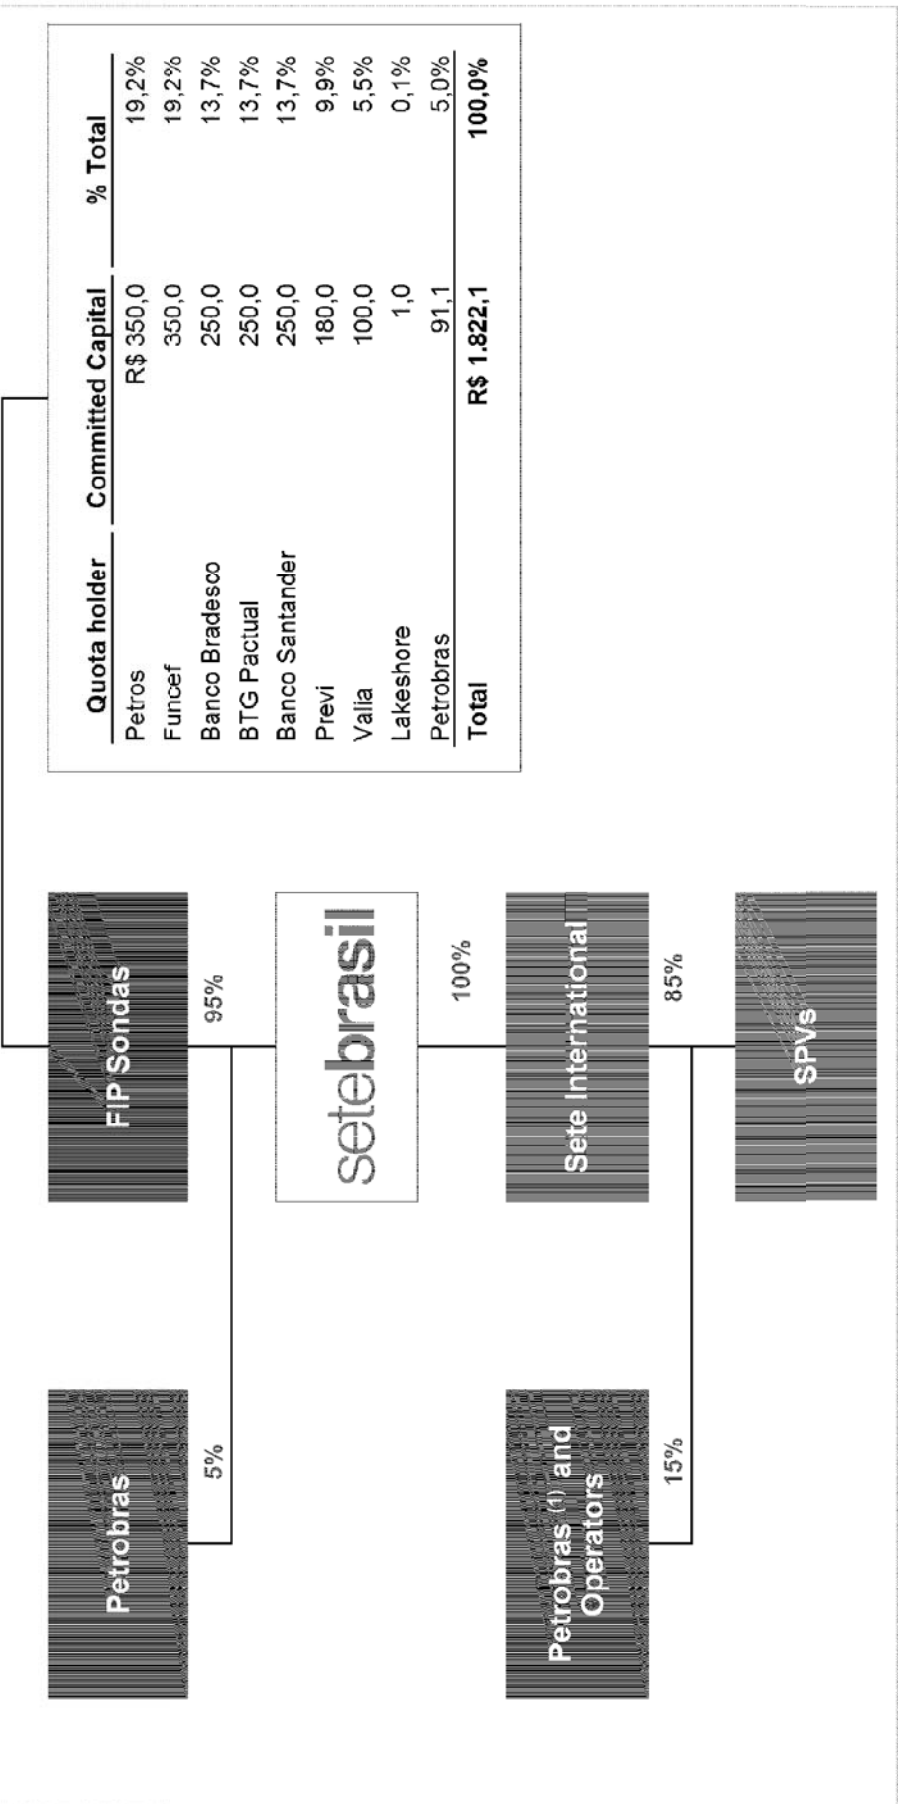 Petrobras
FIP Sondas
5%
95%
setebrasil
100%
Petrobras (1) and
Operators
Sete International
15%
85%
SPVs
Quota holder Committed Capital % Total
Petros R$ 350,0 19,2%
Funcef 350,0 19,2%
Banco Bradesco 250,0 13,7%
BTG Pactual 250,0 13,7%
Banco Santander 250,0 13,7%
Previ 180,0 9,9%
Valia 100,0 5,5%
Lakeshore 1,0 0,1%
Petrobras 91,1 5,0%
Total R$ 1.822,1 100,0%